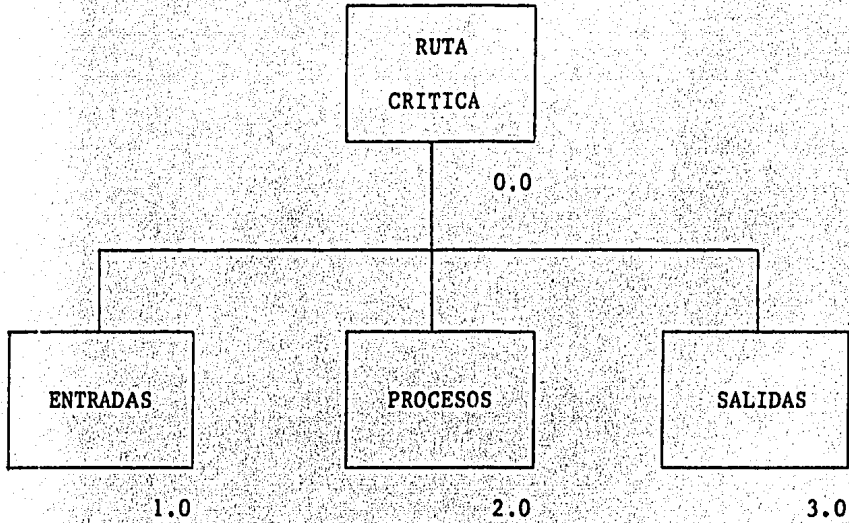 RUTA
CRITICA
0.0
ENTRADAS
PROCESOS
SALIDAS
1.0
2.0
3.0